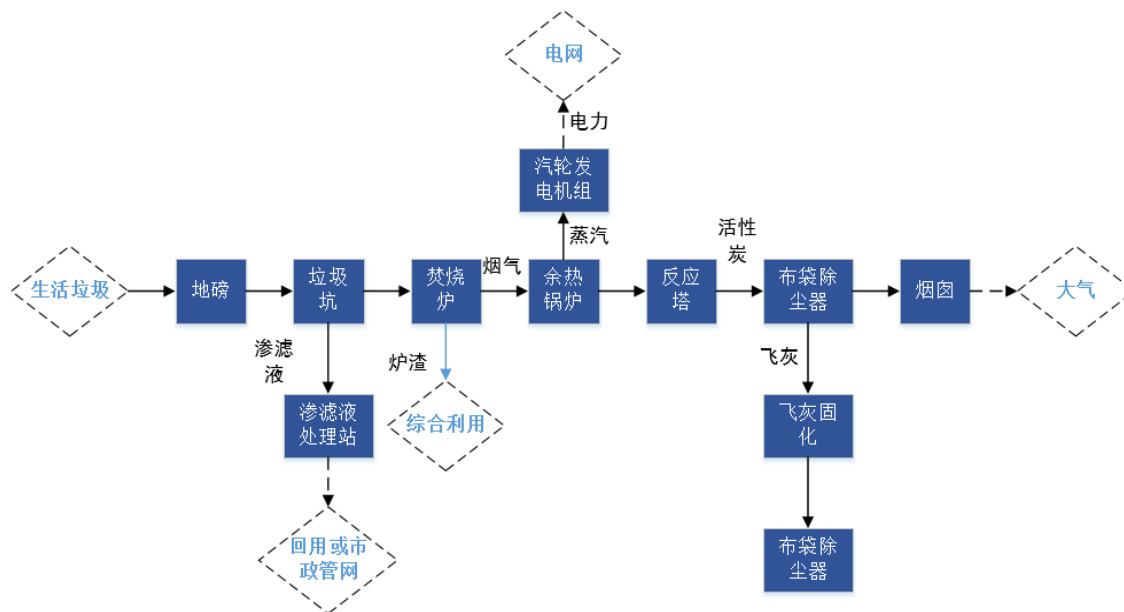 电网
电力
汽轮发
电机组
蒸汽
活性
炭
烟气
生活垃圾
地磅
垃圾
坑
焚烧
炉
余热
锅炉
反应
塔
布袋除
尘器
烟囱
大气
渗滤
液
炉渣
飞灰
渗滤液
处理站
综合利用
飞灰固
化
回用或市
政管网
布袋除
尘器